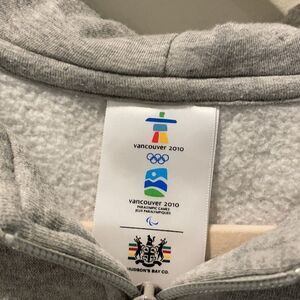 vancouver 2010
vancouver 2010
PARALYMPIC GAMES
JEUX PARALYMPIQUES
HUDSON'S BAY CO.